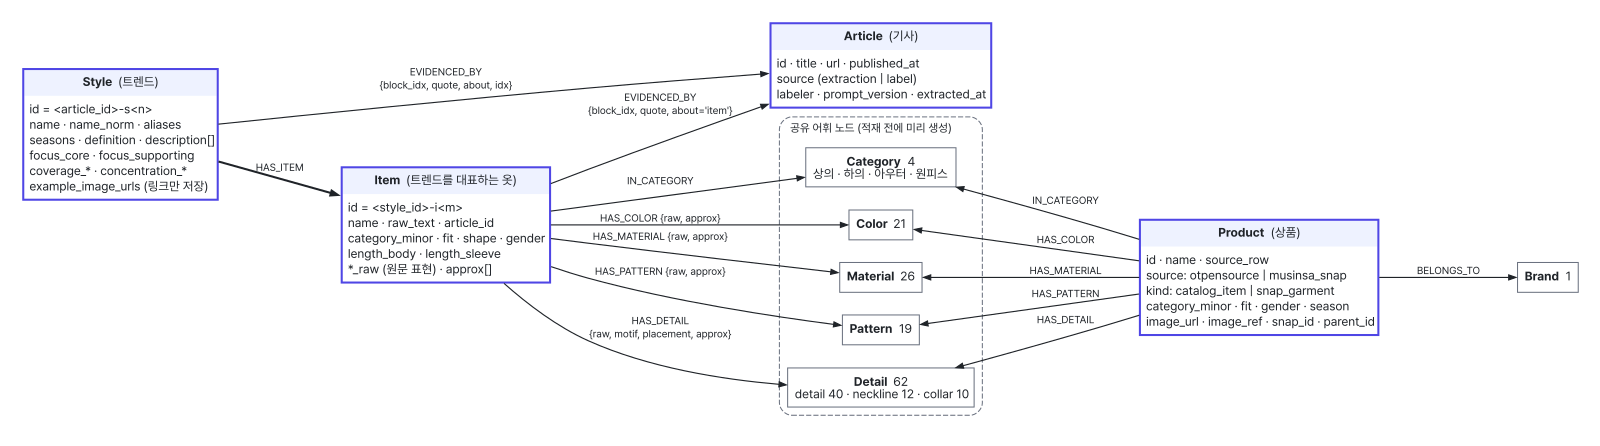 Style (트렌드)
id = <article_id>-s<n>
name · name_norm · aliases
seasons · definition · description[]
focus_core · focus_supporting
coverage_* · concentration_*
example_image_urls (링크만 저장)
EVIDENCED_BY
{block_idx, quote, about, idx}
HAS_ITEM
Item (트렌드를 대표하는 옷)
id = <style_id>-i<m>
name · raw_text · article_id
category_minor · fit · shape · gender
length_body · length_sleeve
*_raw (원문 표현) · approx[]
EVIDENCED_BY
{block_idx, quote, about='item'}
IN_CATEGORY
HAS_COLOR {raw, approx}
HAS_MATERIAL {raw, approx}
HAS_PATTERN {raw, approx}
HAS_DETAIL
{raw, motif, placement, approx}
Article (기사)
id · title · url · published_at
source (extraction | label)
labeler · prompt_version · extracted_at
공유 어휘 노드 (적재 전에 미리 생성)
Category 4
상의 · 하의 · 아우터 · 원피스
Color 21
Material 26
Pattern 19
Detail 62
detail 40 · neckline 12 · collar 10
IN_CATEGORY
HAS_COLOR
HAS_MATERIAL
HAS_PATTERN
HAS_DETAIL
Product (상품)
id · name · source_row
source: otpensource | musinsa_snap
kind: catalog_item | snap_garment
category_minor · fit · gender · season
image_url · image_ref · snap_id · parent_id
BELONGS_TO
Brand 1